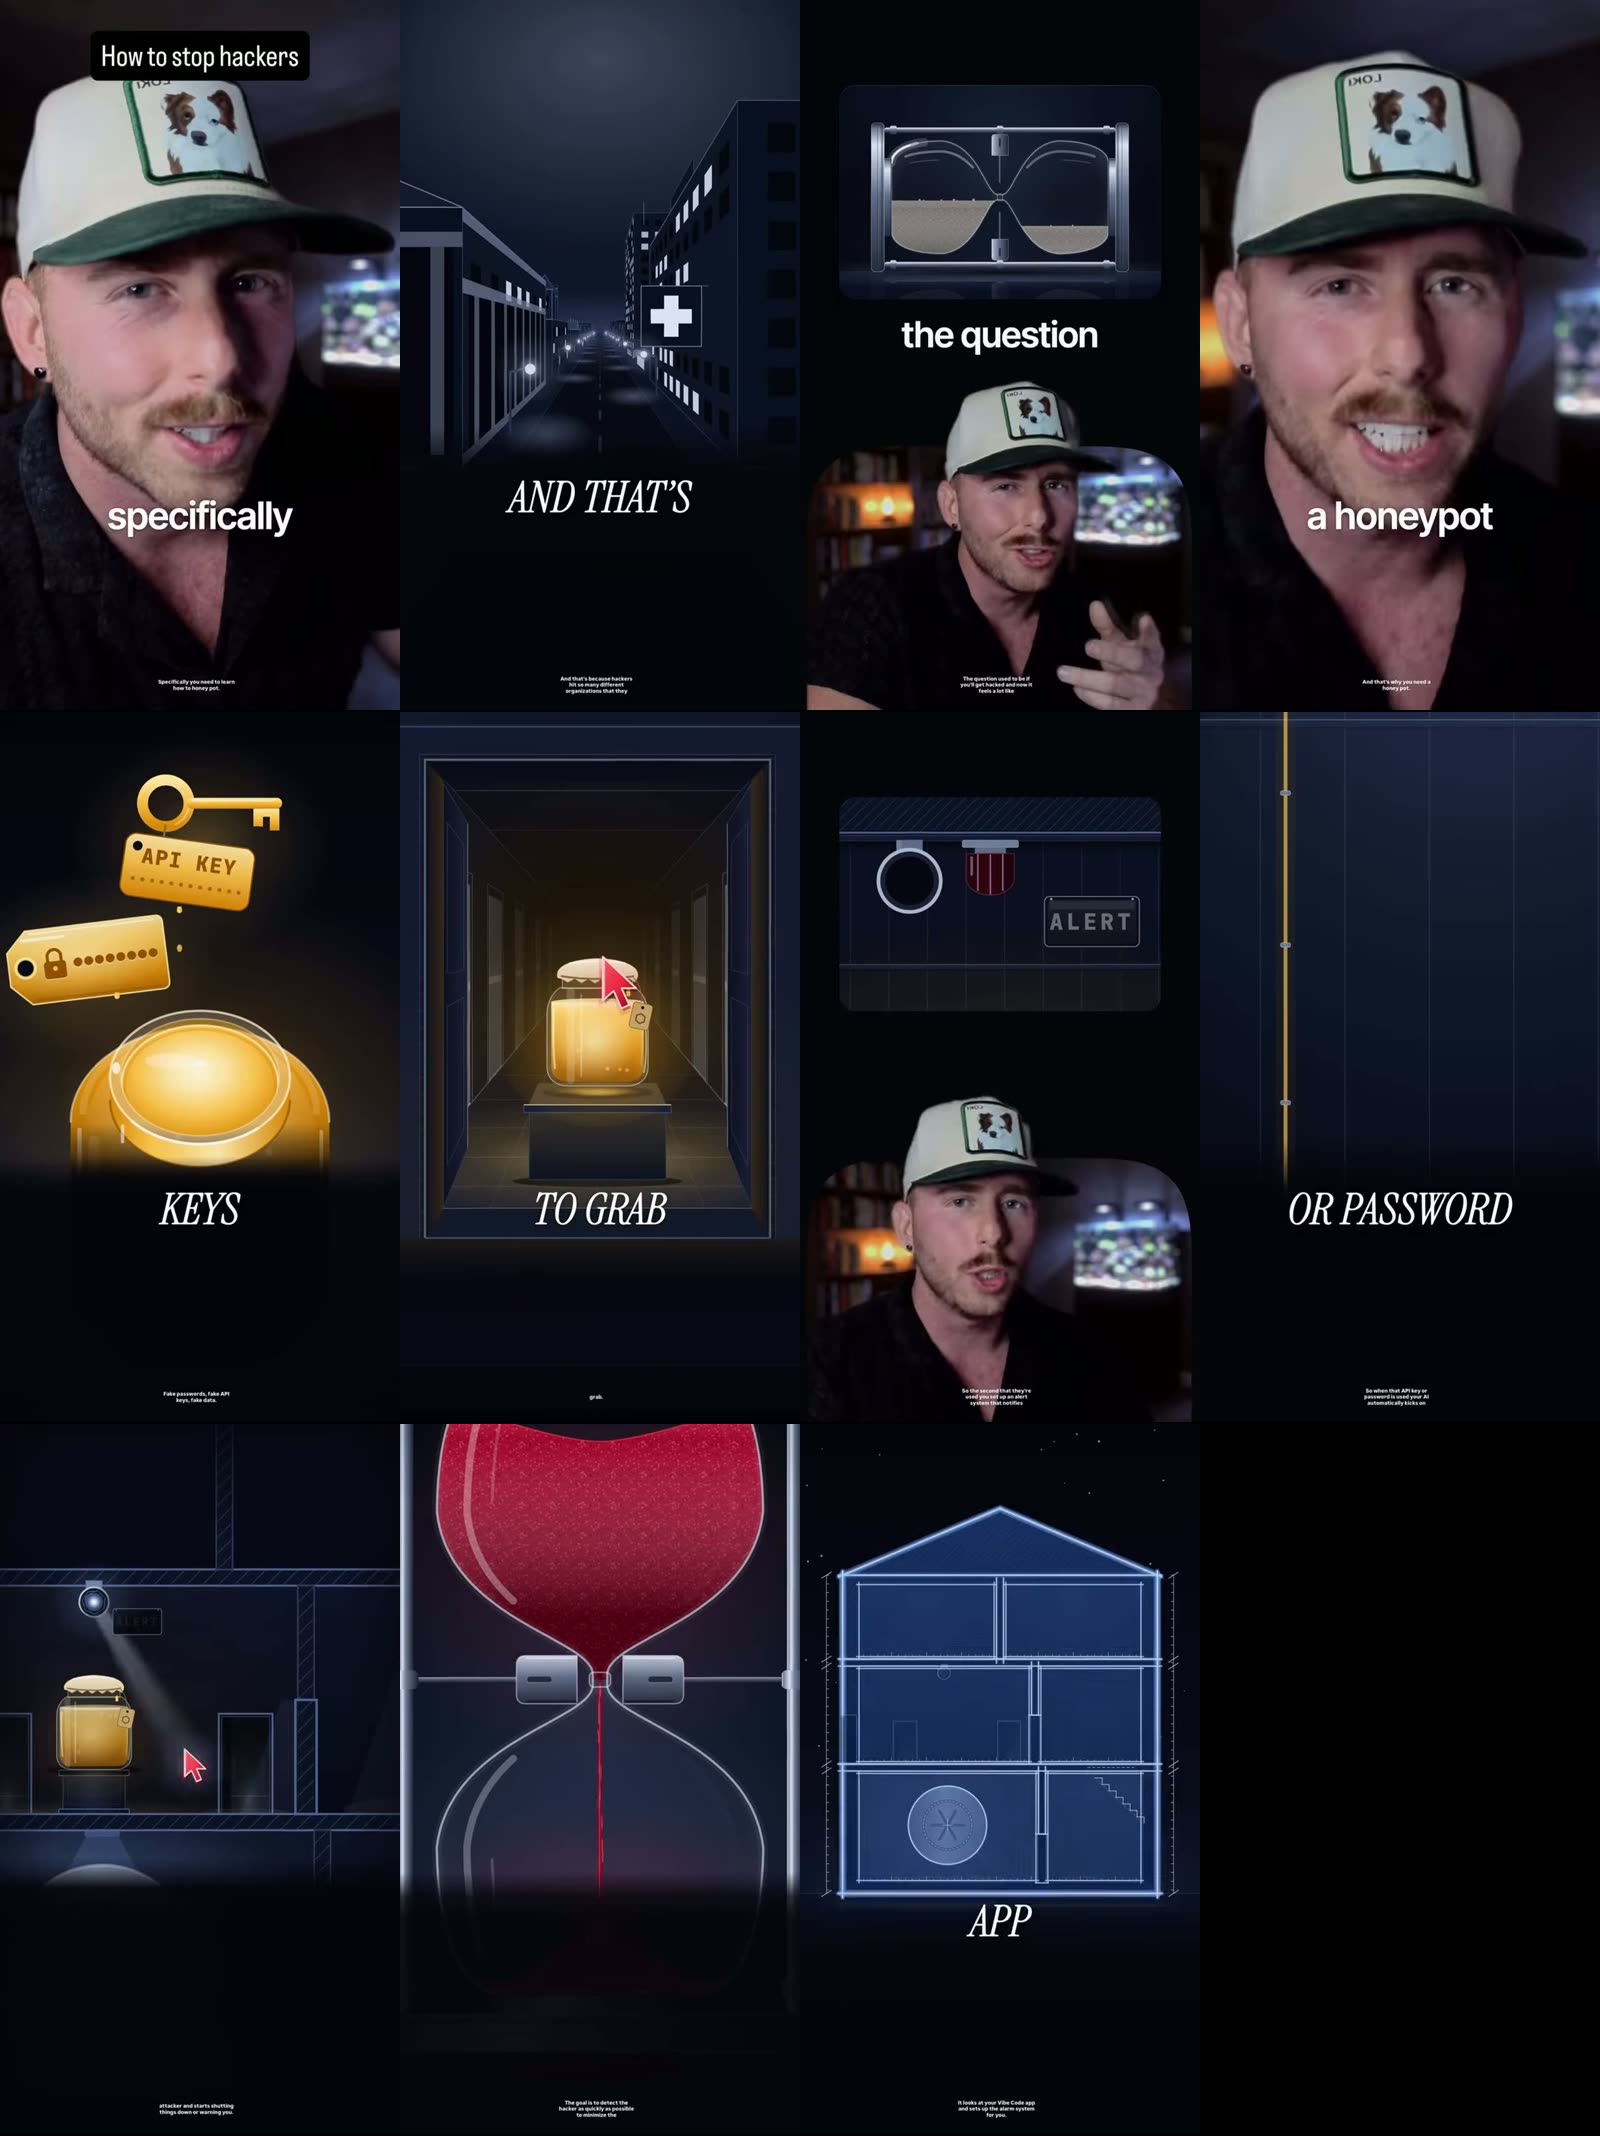 How to stop hackers
LOKI
specifically
Specifically you need to learn
how to honey pot.
AND THAT'S
And that's because hackers
hit so many different
organizations that they
the question
LOKI
The question used to be if
you'll get hacked and now it
feels a lot like
LOKI
a honeypot
And that's why you need a
honey pot.
API KEY
KEYS
Fake passwords, fake API
keys, fake data.
TO GRAB
grab.
ALERT
LOKI
So the second that they're
used you set up an alert
system that notifies
OR PASSWORD
So when that API key or
password is used your AI
automatically kicks on
ALERT
attacker and starts shutting
things down or warning you.
The goal is to detect the
hacker as quickly as possible
to minimize the
APP
It looks at your Vibe Code app
and sets up the alarm system
for you.